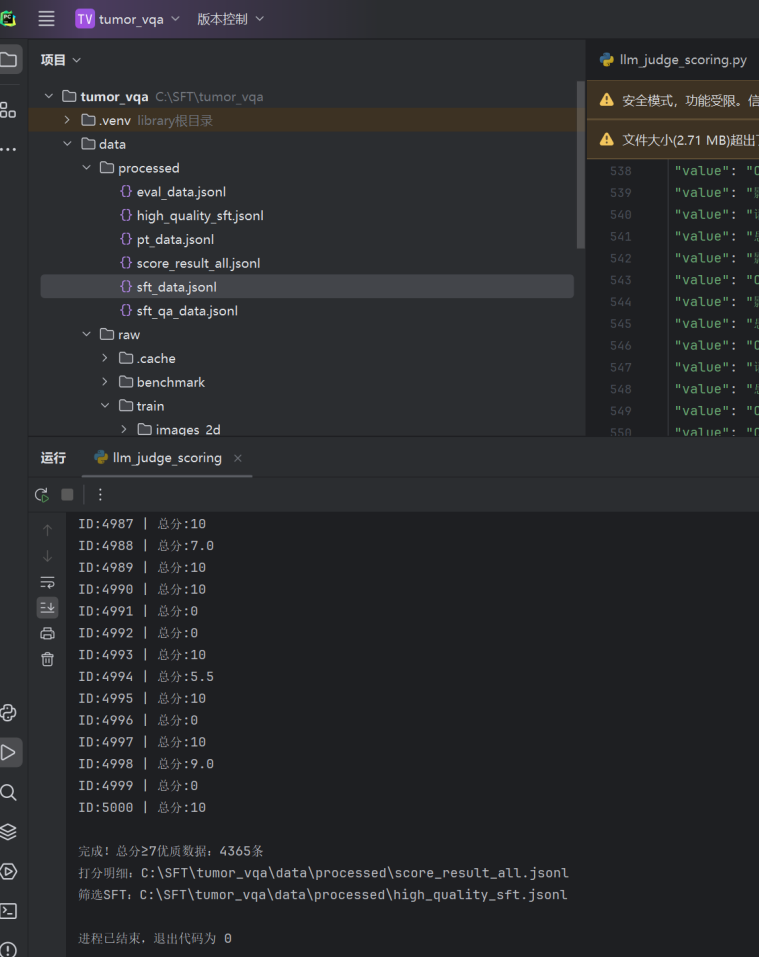 TV tumor_vqa 版本控制
项目
llm_judge_scoring.py
tumor_vqa C:\SFT\tumor_vqa
.venv library根目录
data
processed
eval_data.jsonl
high_quality_sft.jsonl
pt_data.jsonl
score_result_all.jsonl
sft_data.jsonl
sft_qa_data.jsonl
raw
.cache
benchmark
train
images_2d
安全模式，功能受限。
文件大小(2.71 MB)超出
538 "value":
539 "value":
540 "value":
541 "value":
542 "value":
543 "value":
544 "value":
545 "value":
546 "value":
547 "value":
548 "value":
549 "value":
550 "value":
运行 llm_judge_scoring
ID:4987 | 总分:10
ID:4988 | 总分:7.0
ID:4989 | 总分:10
ID:4990 | 总分:10
ID:4991 | 总分:0
ID:4992 | 总分:0
ID:4993 | 总分:10
ID:4994 | 总分:5.5
ID:4995 | 总分:10
ID:4996 | 总分:0
ID:4997 | 总分:10
ID:4998 | 总分:9.0
ID:4999 | 总分:0
ID:5000 | 总分:10
完成！总分≥7优质数据：4365条
打分明细：C:\SFT\tumor_vqa\data\processed\score_result_all.jsonl
筛选SFT：C:\SFT\tumor_vqa\data\processed\high_quality_sft.jsonl
进程已结束，退出代码为 0